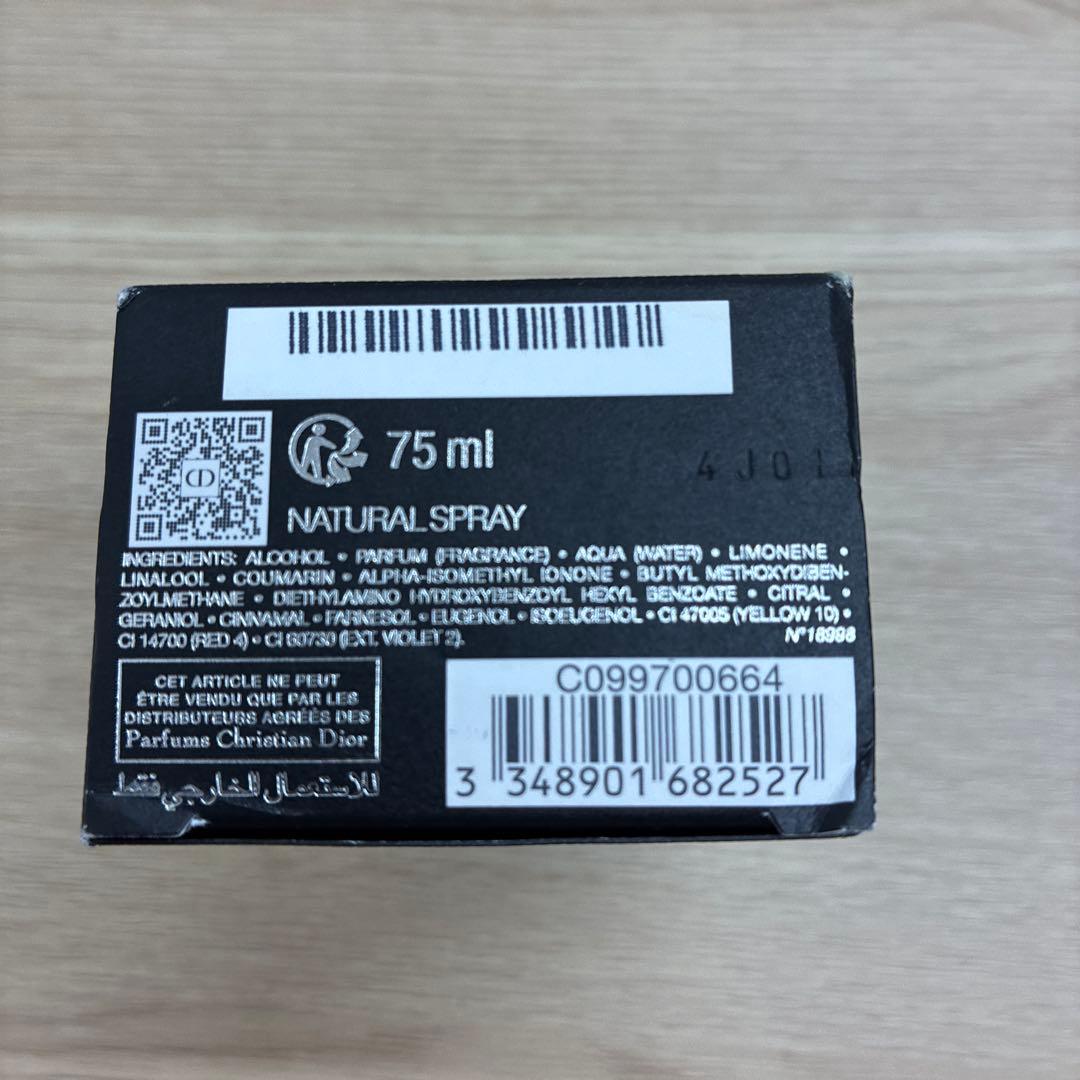 CD
75 ml
4J01
NATURAL SPRAY
INGREDIENTS: ALCOHOL • PARFUM (FRAGRANCE) • AQUA (WATER) • LIMONENE •
LINALOOL • COUMARIN • ALPHA-ISOMETHYL IONONE • BUTYL METHOXYDIBEN-
ZOYLMETHANE • DIETHYLAMINO HYDROXYBENZOYL HEXYL BENZOATE • CITRAL •
GERANIOL • CINNAMAL • FARNESOL • EUGENOL • ISOEUGENOL • CI 47005 (YELLOW 10) •
CI 14700 (RED 4) • CI 60730 (EXT. VIOLET 2).
N°18998
CET ARTICLE NE PEUT
ÊTRE VENDU QUE PAR LES
DISTRIBUTEURS AGRÉÉS DES
Parfums Christian Dior
للاستعمال الخارجي فقط
C099700664
3 348901 682527